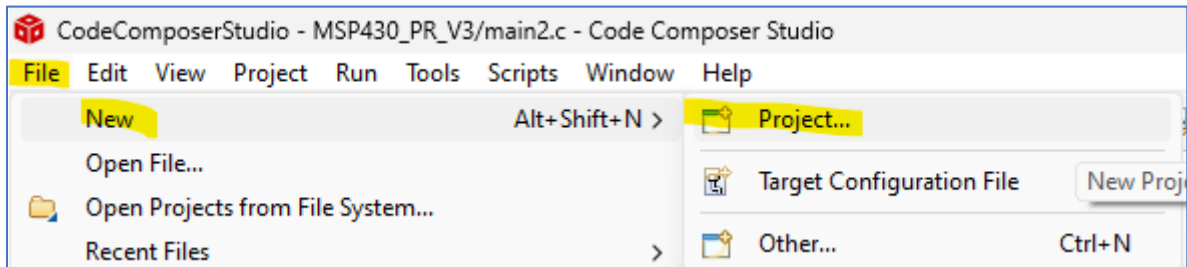 CodeComposerStudio - MSP430_PR_V3/main2.c - Code Composer Studio
File Edit View Project Run Tools Scripts Window Help
New Alt+Shift+N >
Project...
Open File...
Target Configuration File
New Proj
Open Projects from File System...
Recent Files >
Other... Ctrl+N